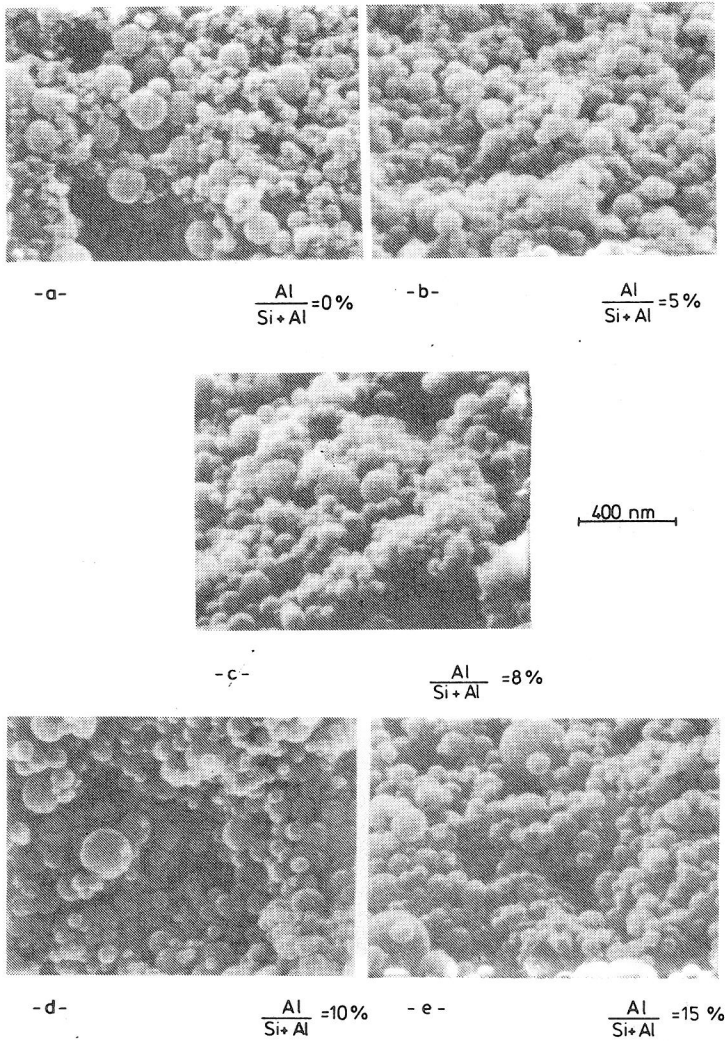 -a- Al/Si+Al =0%
-b- Al/Si+Al =5%
400 nm
-c- Al/Si+Al =8%
-d- Al/Si+Al =10%
-e- Al/Si+Al =15%